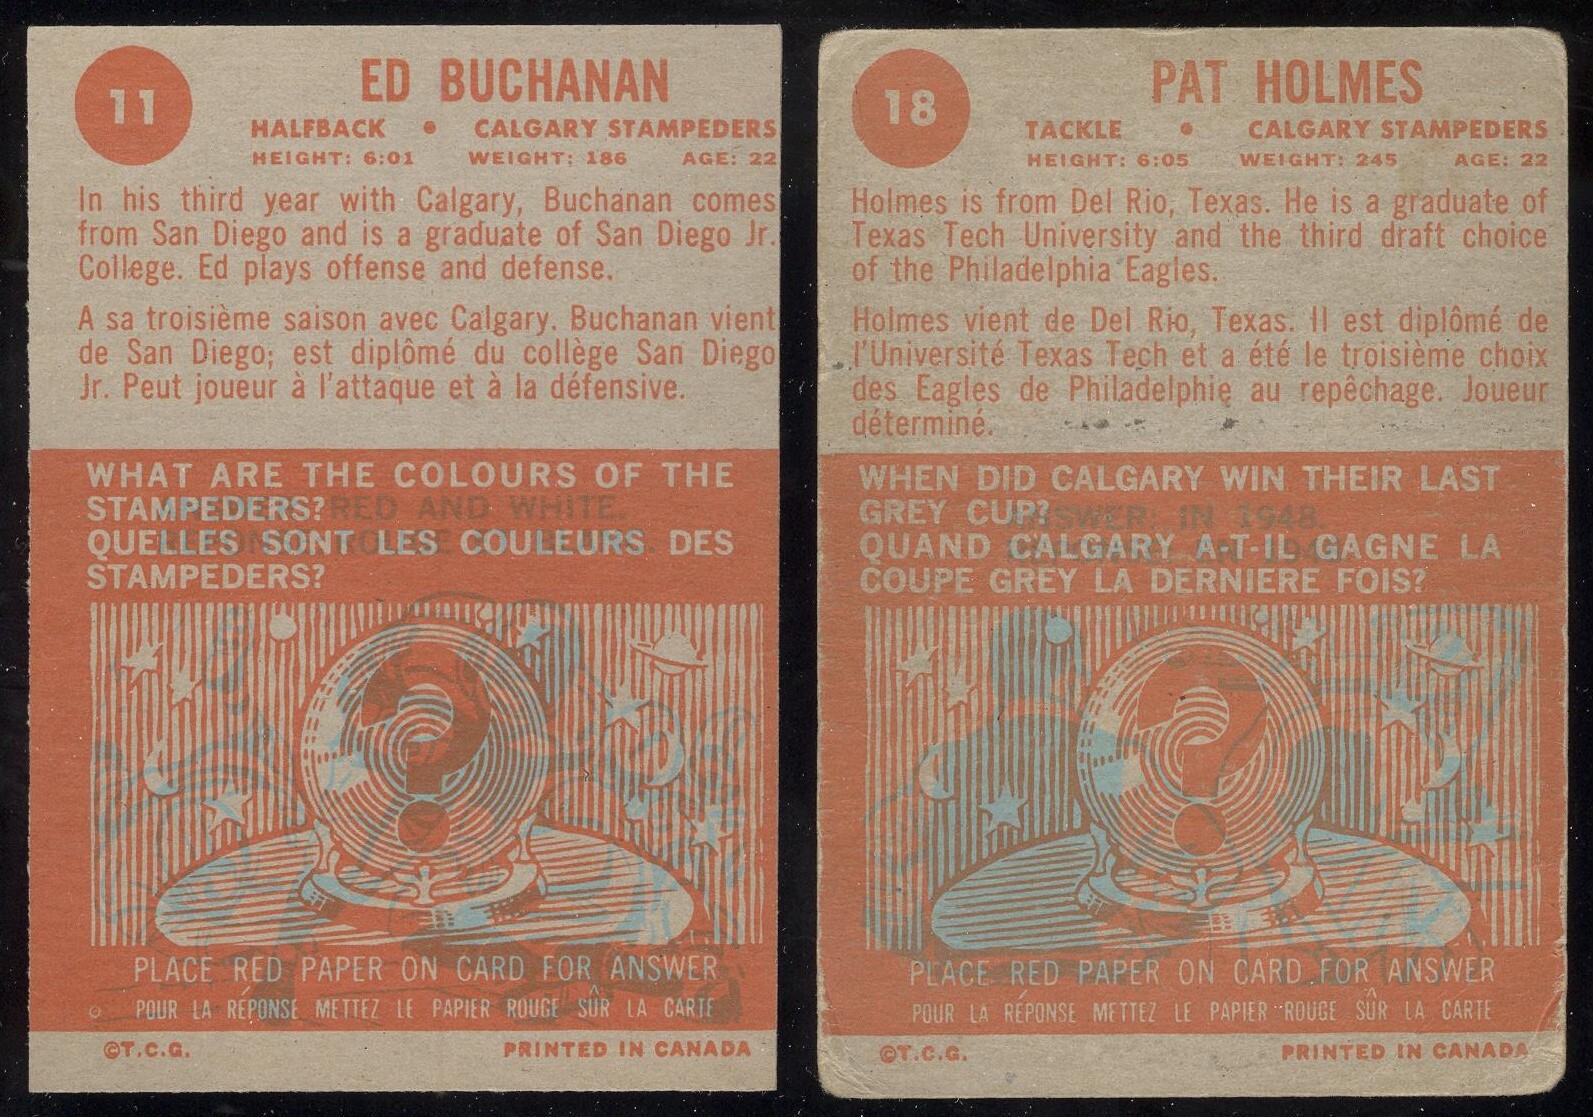 11
ED BUCHANAN
HALFBACK • CALGARY STAMPEDERS
HEIGHT: 6:01 WEIGHT: 186 AGE: 22
In his third year with Calgary, Buchanan comes
from San Diego and is a graduate of San Diego Jr.
College. Ed plays offense and defense.
A sa troisième saison avec Calgary. Buchanan vient
de San Diego; est diplômé du collège San Diego
Jr. Peut joueur à l'attaque et à la défensive.
WHAT ARE THE COLOURS OF THE
STAMPEDERS?
RED AND WHITE.
QUELLES SONT LES COULEURS DES
STAMPEDERS?
PLACE RED PAPER ON CARD FOR ANSWER
POUR LA RÉPONSE METTEZ LE PAPIER ROUGE SÛR LA CARTE
©T.C.G. PRINTED IN CANADA
18
PAT HOLMES
TACKLE • CALGARY STAMPEDERS
HEIGHT: 6:05 WEIGHT: 245 AGE: 22
Holmes is from Del Rio, Texas. He is a graduate of
Texas Tech University and the third draft choice
of the Philadelphia Eagles.
Holmes vient de Del Rio, Texas. Il est diplômé de
l'Université Texas Tech et a été le troisième choix
des Eagles de Philadelphie au repêchage. Joueur
déterminé.
WHEN DID CALGARY WIN THEIR LAST
GREY CUP?
ANSWER: IN 1948.
QUAND CALGARY A-T-IL GAGNE LA
COUPE GREY LA DERNIERE FOIS?
PLACE RED PAPER ON CARD FOR ANSWER
POUR LA RÉPONSE METTEZ LE PAPIER ROUGE SÛR LA CARTE
©T.C.G. PRINTED IN CANADA